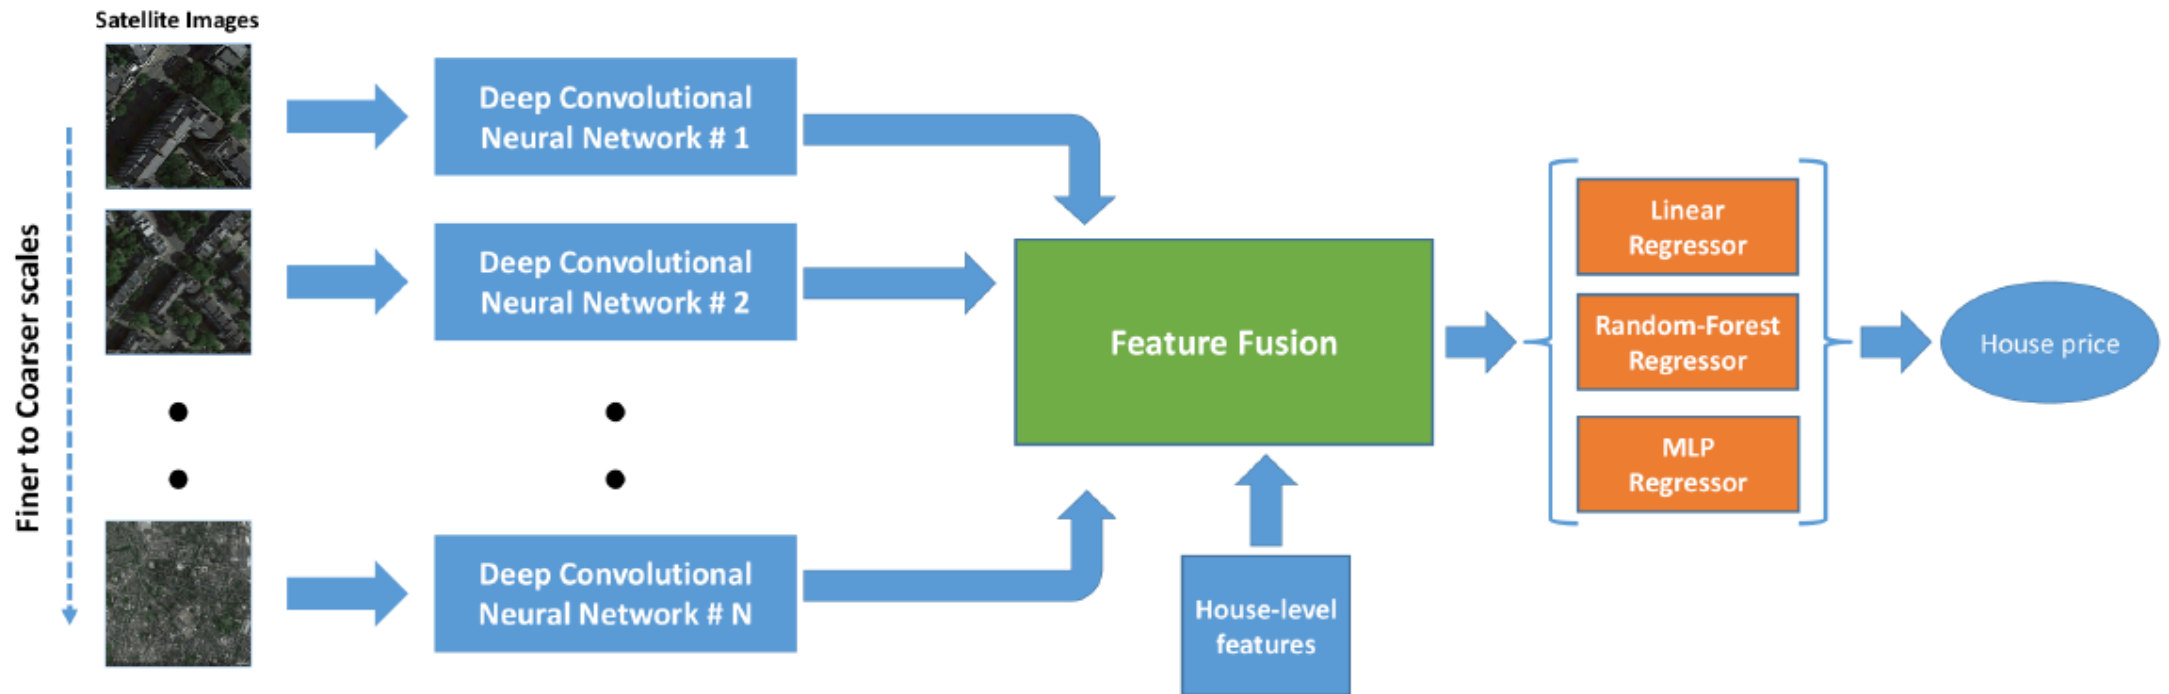 Satellite Images
Finer to Coarser scales
Deep Convolutional
Neural Network # 1
Deep Convolutional
Neural Network # 2
Deep Convolutional
Neural Network # N
Feature Fusion
House-level
features
Linear
Regressor
Random-Forest
Regressor
MLP
Regressor
House price